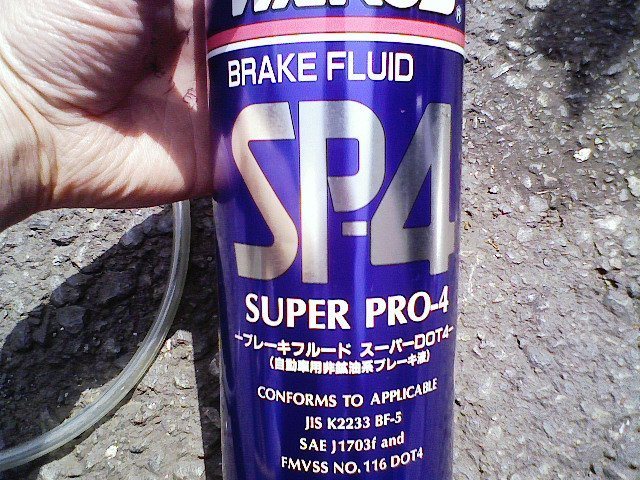 BRAKE FLUID
SP-4
SUPER PRO-4
ーブレーキフルード スーパーDOT4ー
(自動車用非鉱油系ブレーキ液)
CONFORMS TO APPLICABLE
JIS K2233 BF-5
SAE J1703f and
FMVSS NO. 116 DOT4